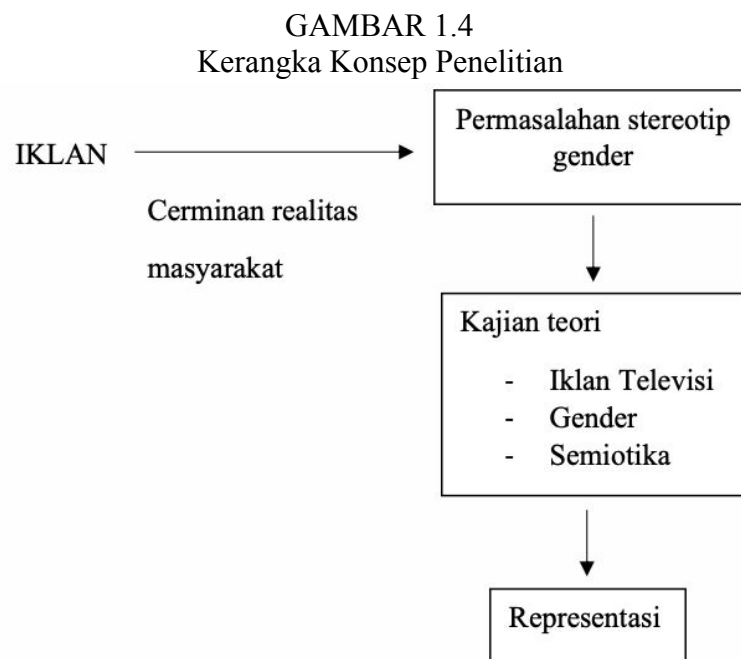 GAMBAR 1.4
Kerangka Konsep Penelitian
IKLAN
Cerminan realitas
masyarakat
Permasalahan stereotip
gender
Kajian teori
- Iklan Televisi
- Gender
- Semiotika
Representasi